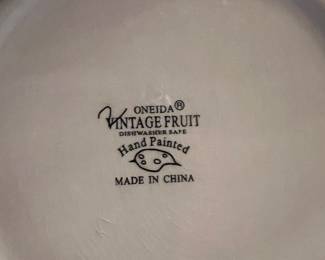 ONEIDA®
VINTAGE FRUIT
DISHWASHER SAFE
Hand Painted
MADE IN CHINA